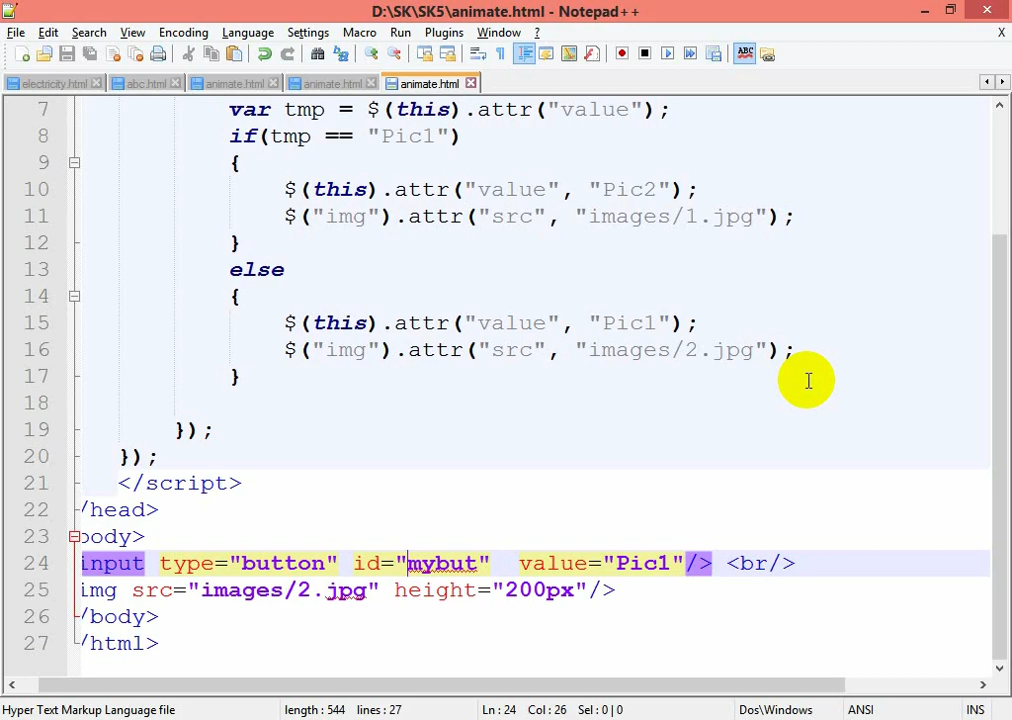 D:\SK\SK5\animate.html - Notepad++
File Edit Search View Encoding Language Settings Macro Run Plugins Window ? X
electricity.html abc.html animate.html animate.html animate.html
7 var tmp = $(this).attr("value");
8 if(tmp == "Pic1")
9 {
10 $(this).attr("value", "Pic2");
11 $("img").attr("src", "images/1.jpg");
12 }
13 else
14 {
15 $(this).attr("value", "Pic1");
16 $("img").attr("src", "images/2.jpg");
17 }
18
19 });
20 });
21 </script>
22 /head>
23 body>
24 input type="button" id="mybut" value="Pic1"/> <br/>
25 img src="images/2.jpg" height="200px"/>
26 /body>
27 /html>
Hyper Text Markup Language file length : 544 lines : 27 Ln : 24 Col : 26 Sel : 0 | 0 Dos\Windows ANSI INS